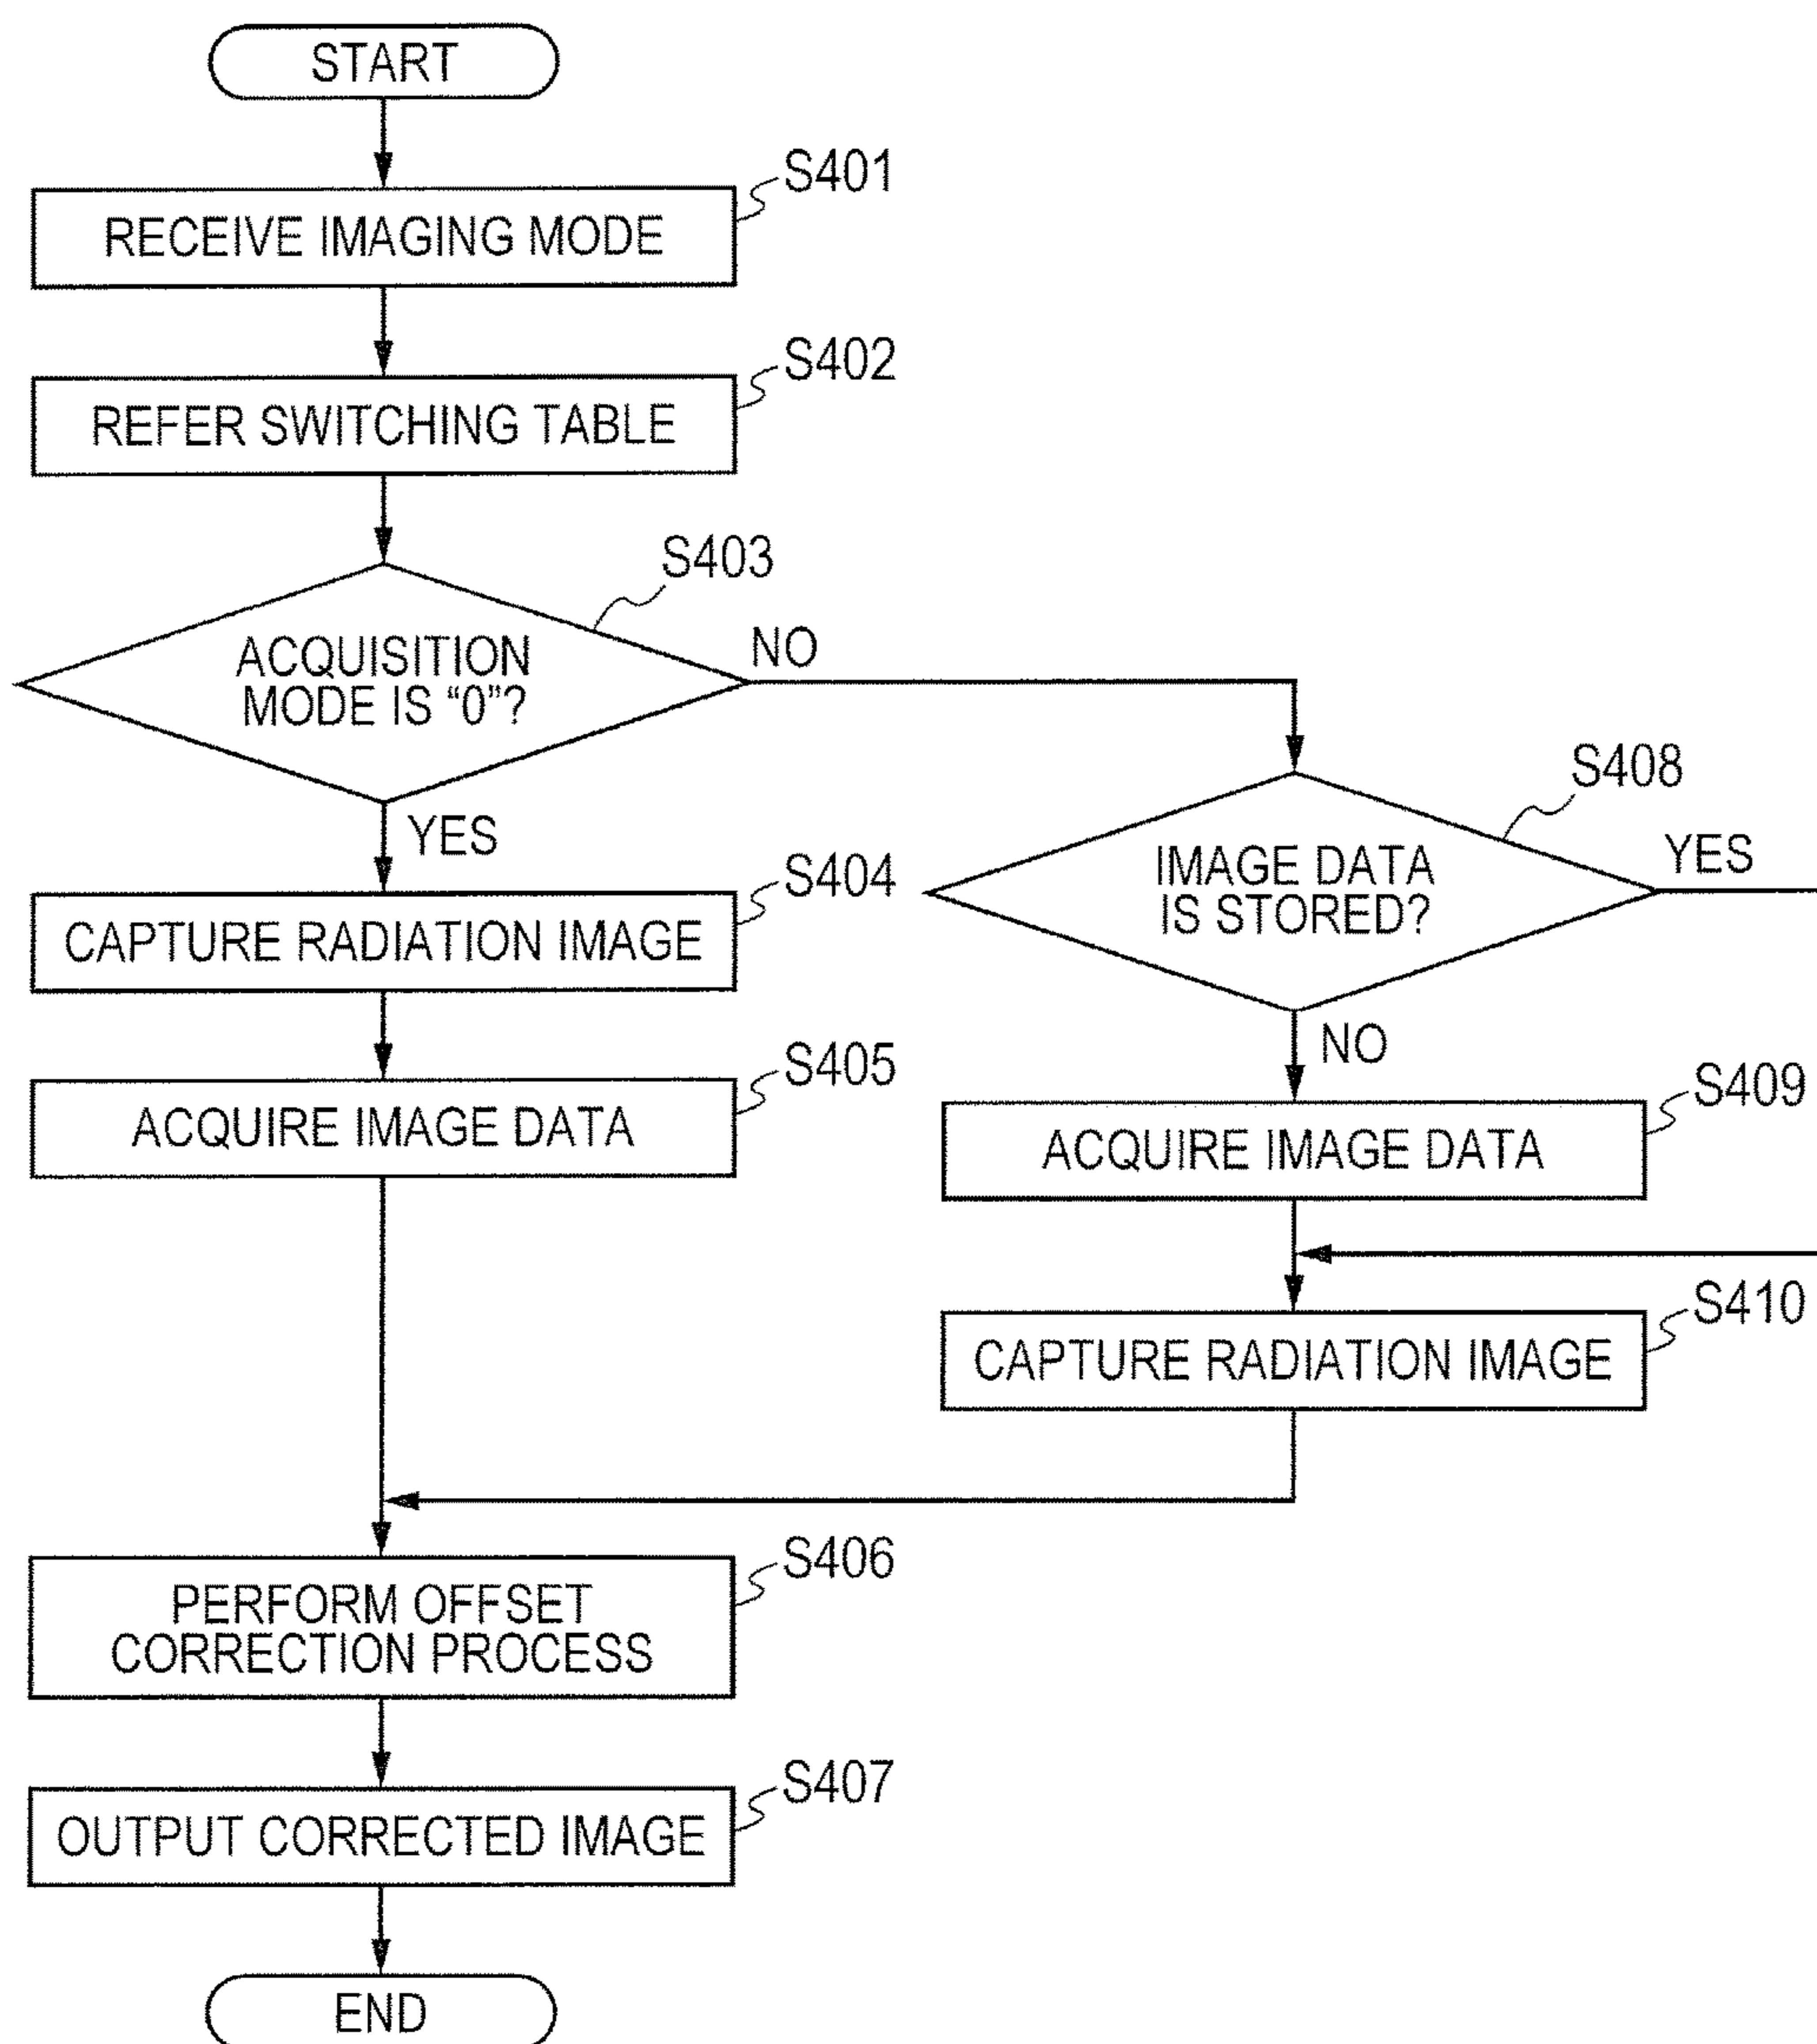 START
S401
RECEIVE IMAGING MODE
S402
REFER SWITCHING TABLE
S403
ACQUISITION
MODE IS “0”?
NO
YES
S404
CAPTURE RADIATION IMAGE
S405
ACQUIRE IMAGE DATA
S408
IMAGE DATA
IS STORED?
YES
NO
S409
ACQUIRE IMAGE DATA
S410
CAPTURE RADIATION IMAGE
S406
PERFORM OFFSET
CORRECTION PROCESS
S407
OUTPUT CORRECTED IMAGE
END